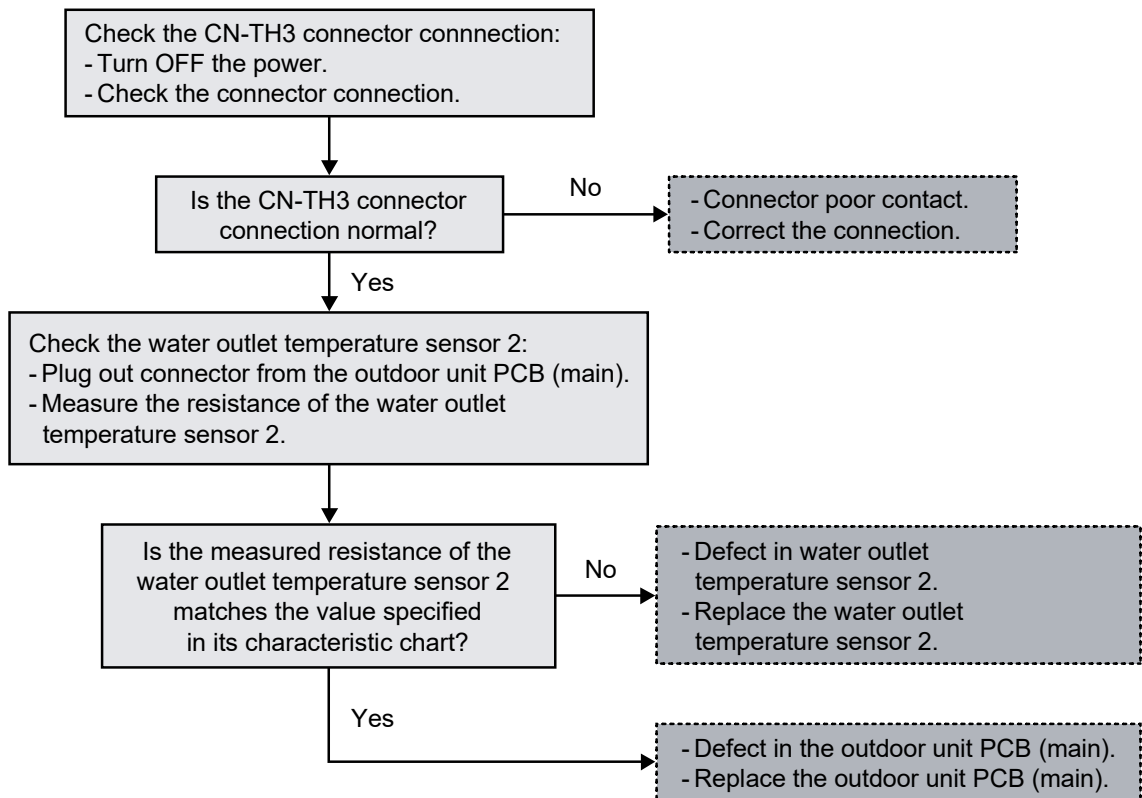 Check the CN-TH3 connector connnection:
- Turn OFF the power.
- Check the connector connection.
Is the CN-TH3 connector
connection normal?
No
- Connector poor contact.
- Correct the connection.
Yes
Check the water outlet temperature sensor 2:
- Plug out connector from the outdoor unit PCB (main).
- Measure the resistance of the water outlet
temperature sensor 2.
Is the measured resistance of the
water outlet temperature sensor 2
matches the value specified
in its characteristic chart?
No
- Defect in water outlet
temperature sensor 2.
- Replace the water outlet
temperature sensor 2.
Yes
- Defect in the outdoor unit PCB (main).
- Replace the outdoor unit PCB (main).